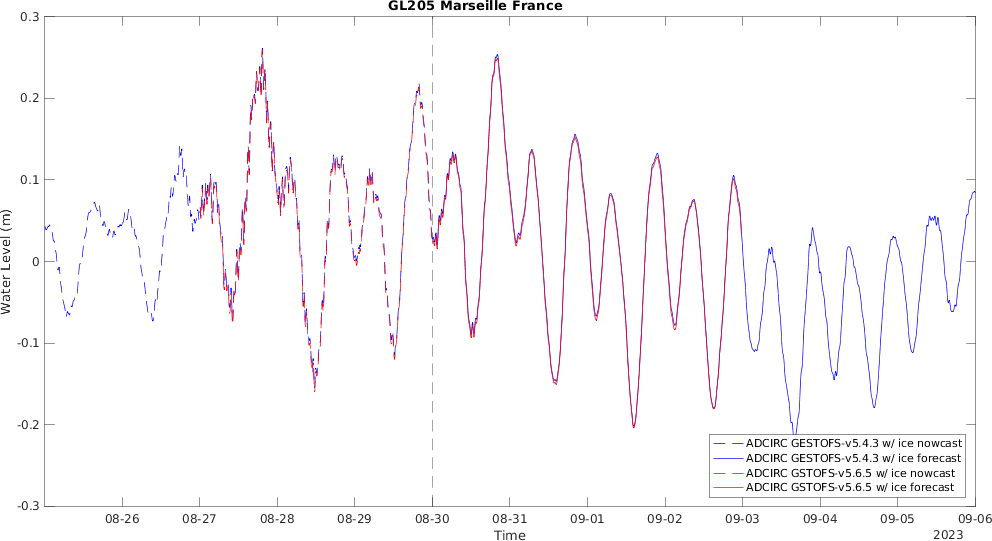 GL205 Marseille France
0.3
0.2
0.1
0
-0.1
-0.2
-0.3
Water Level (m)
08-26 08-27 08-28 08-29 08-30 08-31 09-01 09-02 09-03 09-04 09-05 09-06
Time
2023
ADCIRC GESTOFS-v5.4.3 w/ ice nowcast
ADCIRC GESTOFS-v5.4.3 w/ ice forecast
ADCIRC GSTOFS-v5.6.5 w/ ice nowcast
ADCIRC GSTOFS-v5.6.5 w/ ice forecast